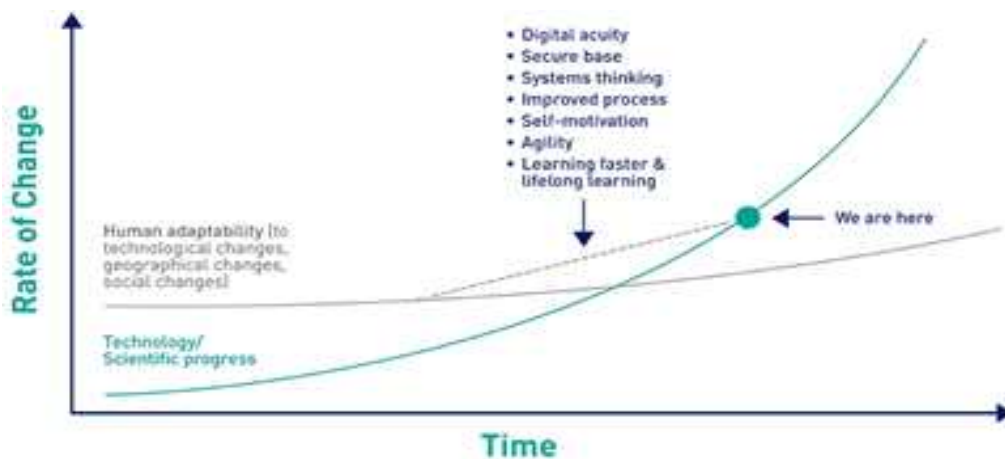 • Digital acuity
• Secure base
• Systems thinking
• Improved process
• Self-motivation
• Agility
• Learning faster &
lifelong learning
We are here
Rate of Change
Human adaptability (to
technological changes,
geographical changes,
social changes)
Technology/
Scientific progress
Time